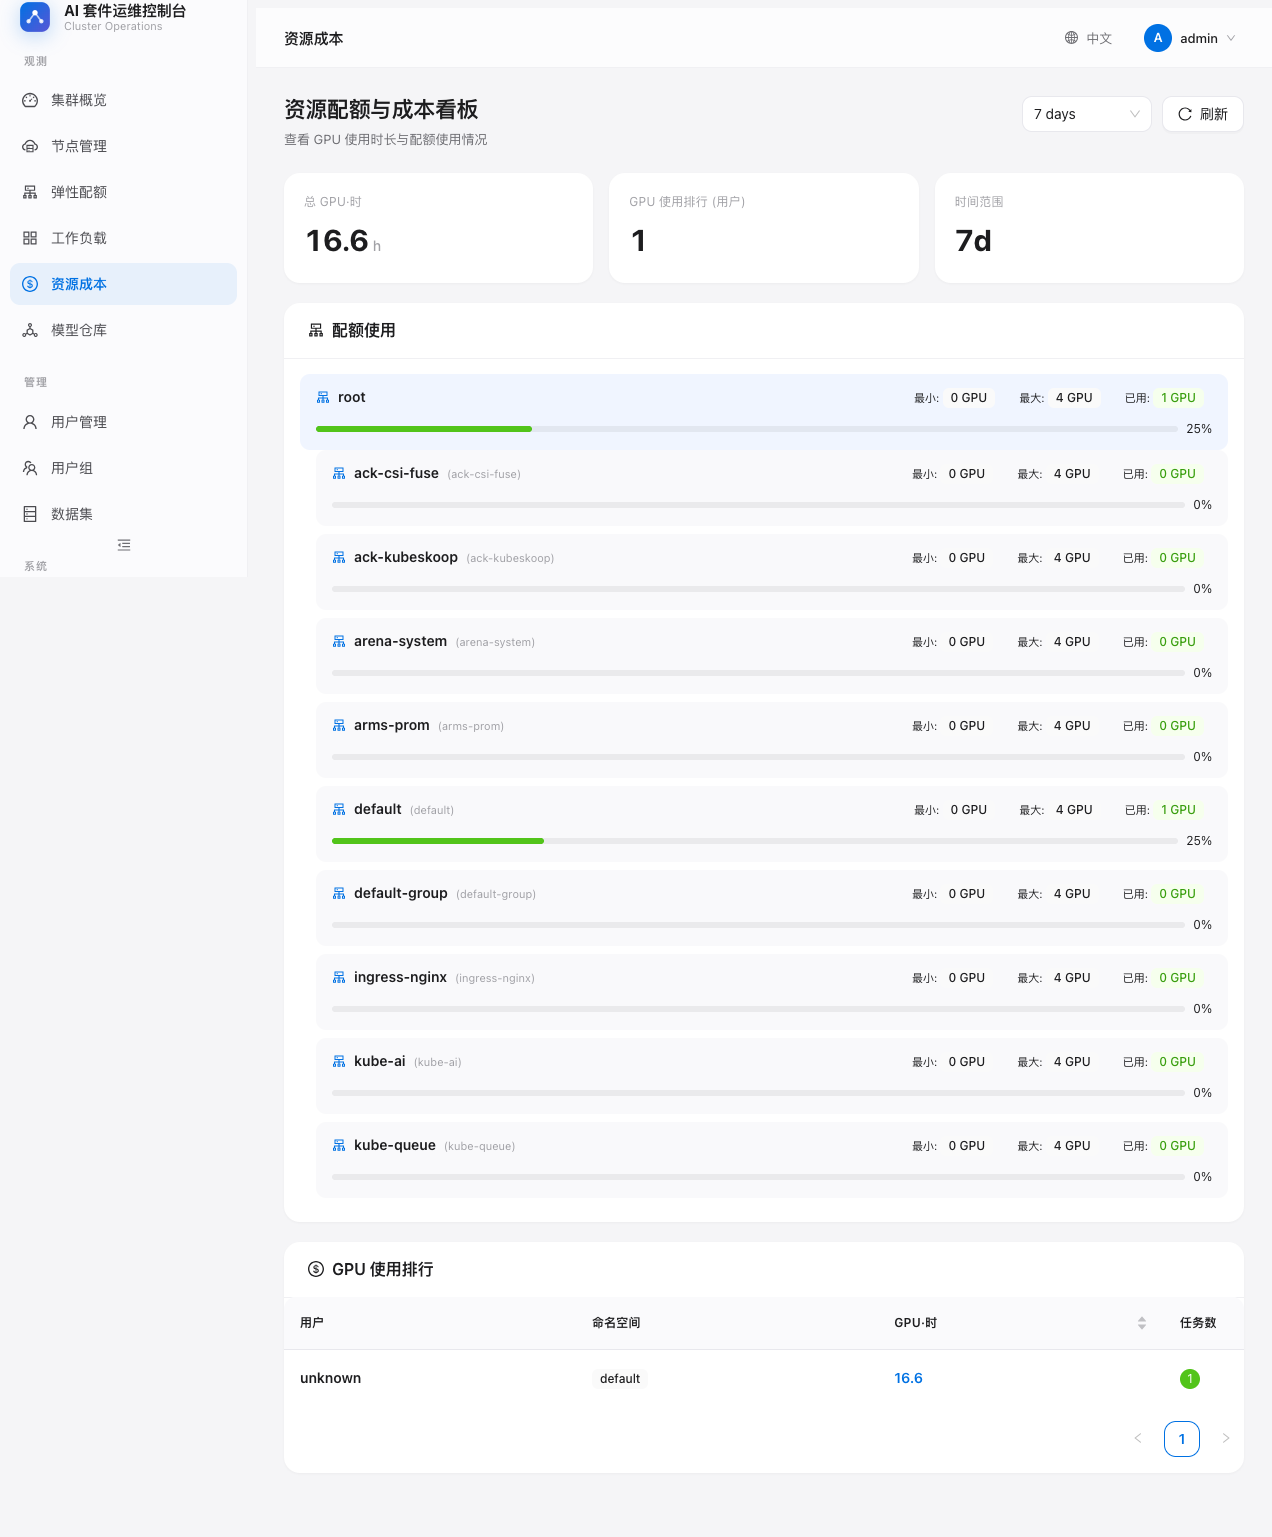 AI 套件运维控制台
Cluster Operations
观测
集群概览
节点管理
弹性配额
工作负载
资源成本
模型仓库
管理
用户管理
用户组
数据集
系统
资源成本
中文
A
admin
资源配额与成本看板
查看 GPU 使用时长与配额使用情况
7 days
刷新
总 GPU·时
16.6 h
GPU 使用排行 (用户)
1
时间范围
7d
配额使用
root 最小: 0 GPU 最大: 4 GPU 已用: 1 GPU
25%
ack-csi-fuse (ack-csi-fuse) 最小: 0 GPU 最大: 4 GPU 已用: 0 GPU
0%
ack-kubeskoop (ack-kubeskoop) 最小: 0 GPU 最大: 4 GPU 已用: 0 GPU
0%
arena-system (arena-system) 最小: 0 GPU 最大: 4 GPU 已用: 0 GPU
0%
arms-prom (arms-prom) 最小: 0 GPU 最大: 4 GPU 已用: 0 GPU
0%
default (default) 最小: 0 GPU 最大: 4 GPU 已用: 1 GPU
25%
default-group (default-group) 最小: 0 GPU 最大: 4 GPU 已用: 0 GPU
0%
ingress-nginx (ingress-nginx) 最小: 0 GPU 最大: 4 GPU 已用: 0 GPU
0%
kube-ai (kube-ai) 最小: 0 GPU 最大: 4 GPU 已用: 0 GPU
0%
kube-queue (kube-queue) 最小: 0 GPU 最大: 4 GPU 已用: 0 GPU
0%
GPU 使用排行
用户 命名空间 GPU·时 任务数
unknown default 16.6 1
1